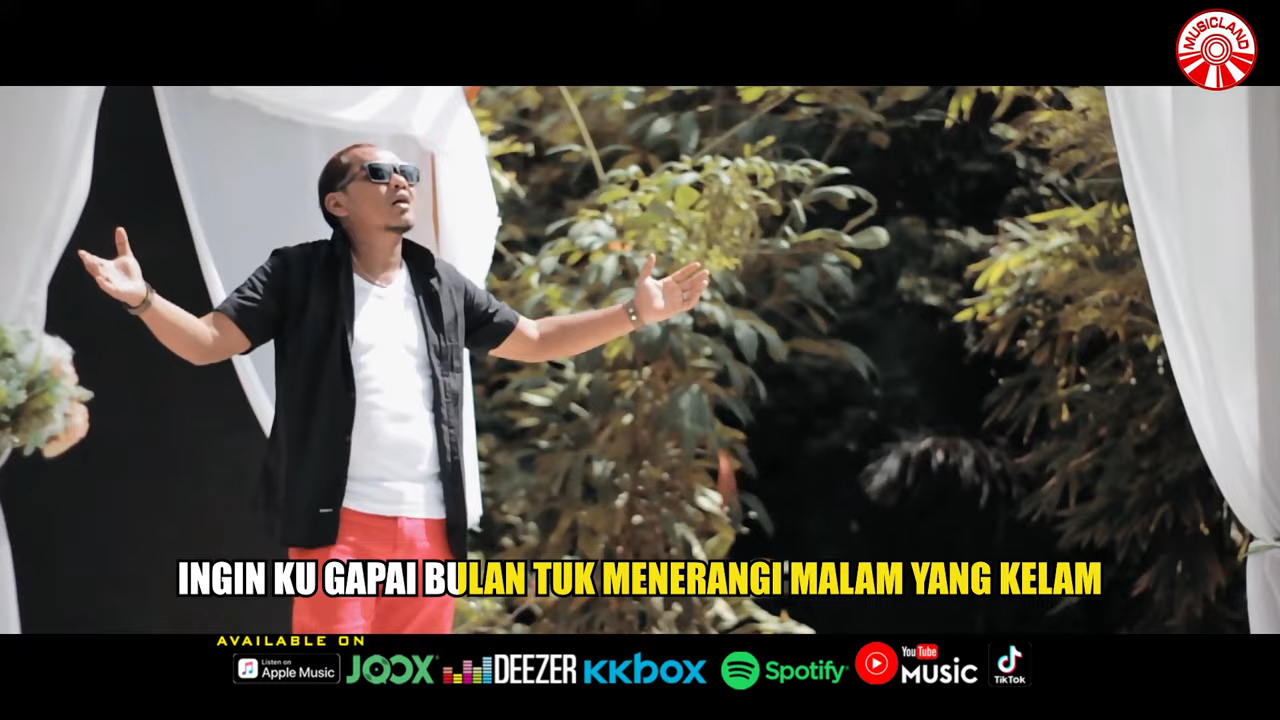 MUSICLAND
INGIN KU GAPAI BULAN TUK MENERANGI MALAM YANG KELAM
AVAILABLE ON
Listen on
Apple Music
JOOX
DEEZER
KKBOX
Spotify
YouTube
MUSIC
TikTok